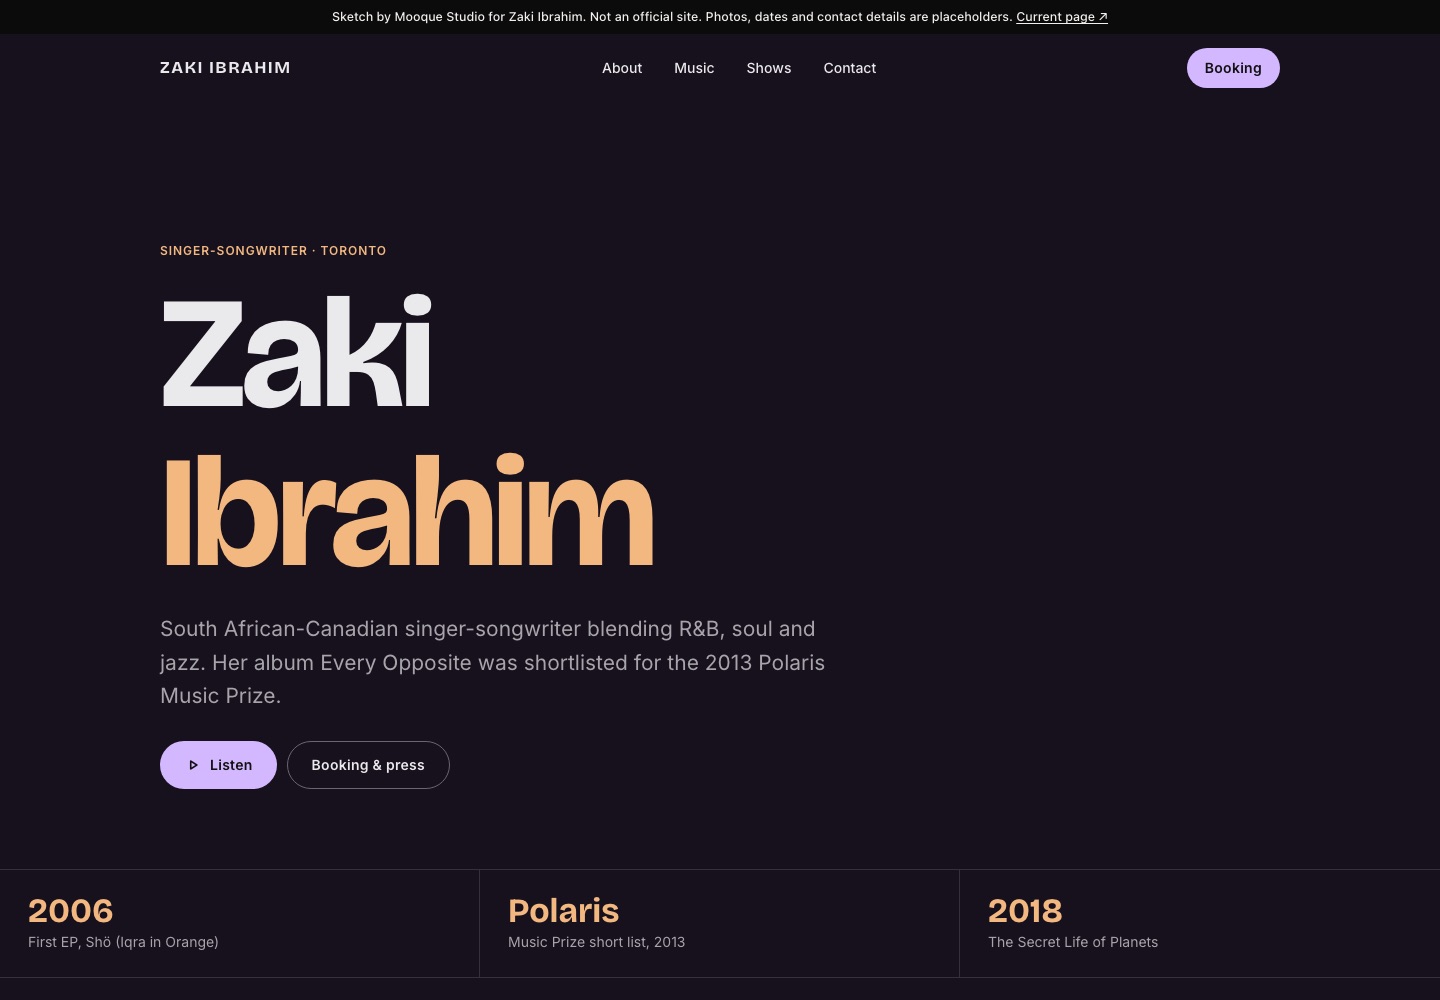 Sketch by Mooque Studio for Zaki Ibrahim. Not an official site. Photos, dates and contact details are placeholders. Current page ↗
ZAKI IBRAHIM
About
Music
Shows
Contact
Booking
SINGER-SONGWRITER · TORONTO
Zaki
Ibrahim
South African-Canadian singer-songwriter blending R&B, soul and
jazz. Her album Every Opposite was shortlisted for the 2013 Polaris
Music Prize.
Listen
Booking & press
2006
First EP, Shö (Iqra in Orange)
Polaris
Music Prize short list, 2013
2018
The Secret Life of Planets